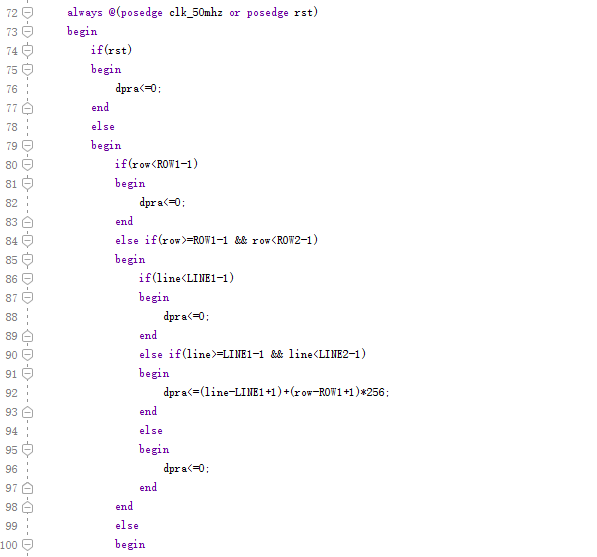 72 always @(posedge clk_50mhz or posedge rst)
73 begin
74 if(rst)
75 begin
76 dpra<=0;
77 end
78 else
79 begin
80 if(row<ROW1-1)
81 begin
82 dpra<=0;
83 end
84 else if(row>=ROW1-1 && row<ROW2-1)
85 begin
86 if(line<LINE1-1)
87 begin
88 dpra<=0;
89 end
90 else if(line>=LINE1-1 && line<LINE2-1)
91 begin
92 dpra<=(line-LINE1+1)+(row-ROW1+1)*256;
93 end
94 else
95 begin
96 dpra<=0;
97 end
98 end
99 else
100 begin